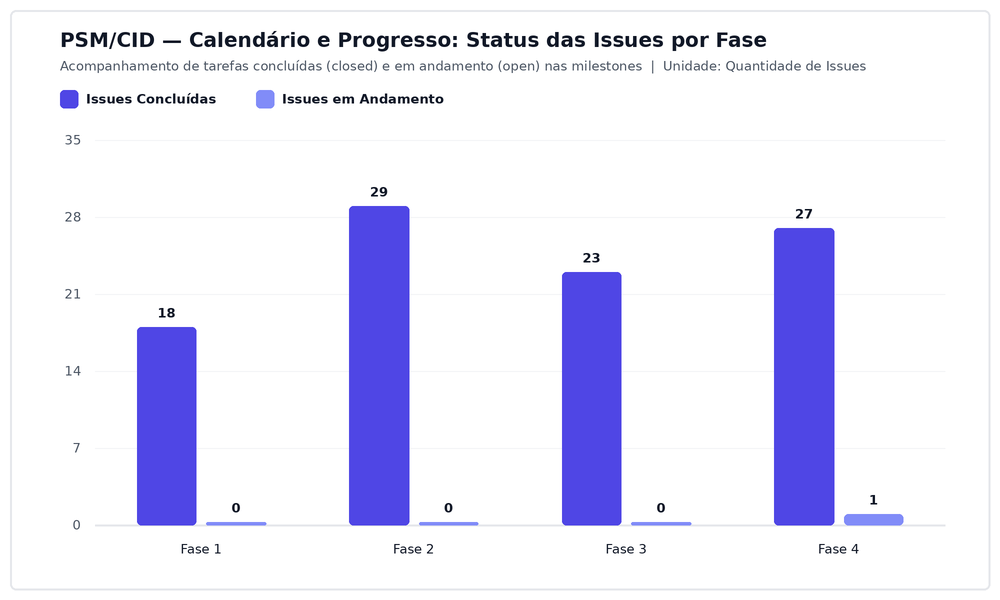 PSM/CID — Calendário e Progresso: Status das Issues por Fase
Acompanhamento de tarefas concluídas (closed) e em andamento (open) nas milestones | Unidade: Quantidade de Issues
Issues Concluídas
Issues em Andamento
35
28
21
14
7
0
18
0
29
0
23
0
27
1
Fase 1
Fase 2
Fase 3
Fase 4